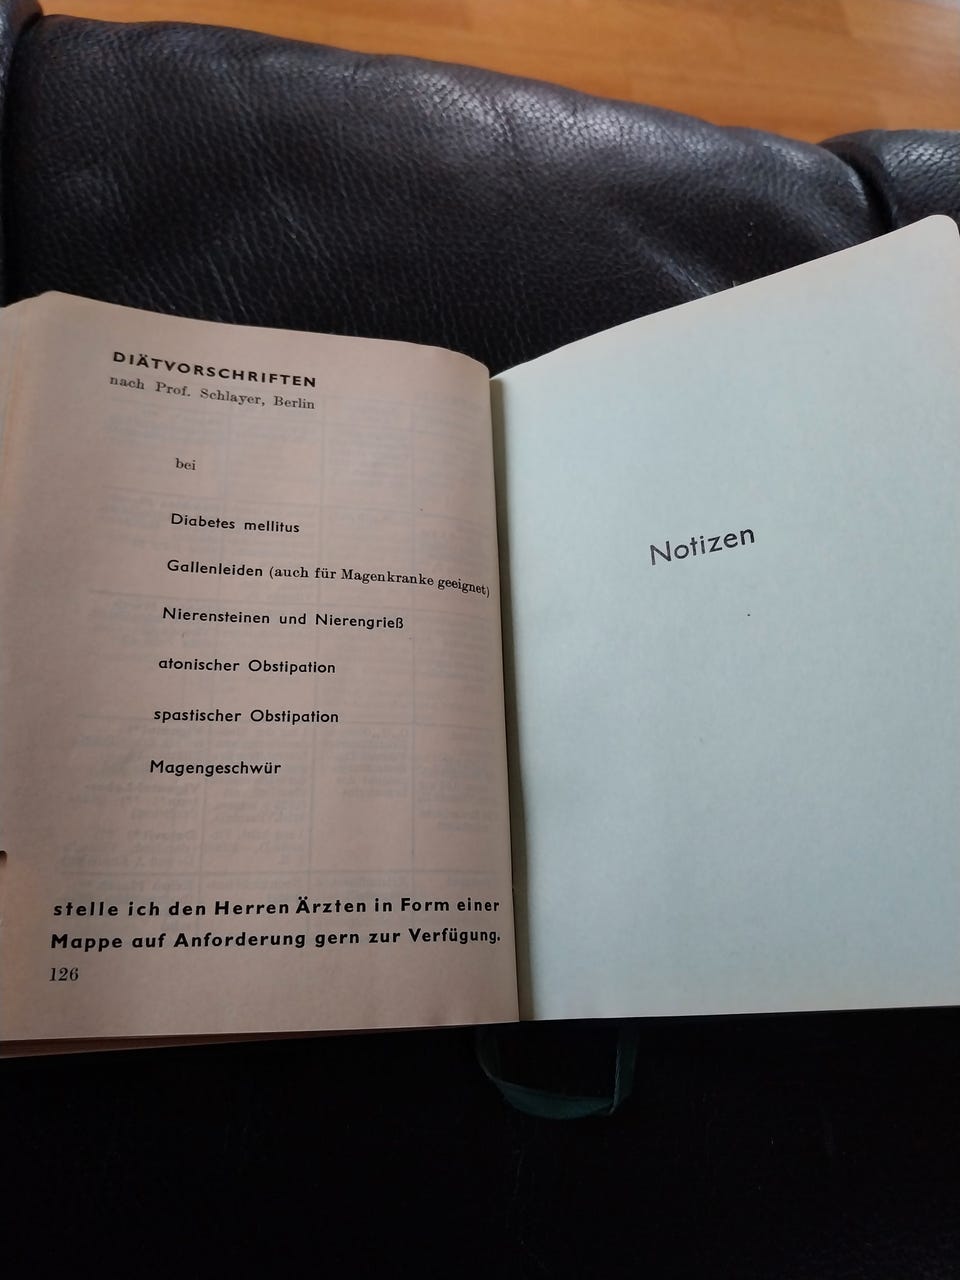 DIÄTVORSCHRIFTEN
nach Prof. Schlayer, Berlin
bei
Diabetes mellitus
Gallenleiden (auch für Magenkranke geeignet)
Nierensteinen und Nierengrieß
atonischer Obstipation
spastischer Obstipation
Magengeschwür
stelle ich den Herren Ärzten in Form einer
Mappe auf Anforderung gern zur Verfügung.
126
Notizen